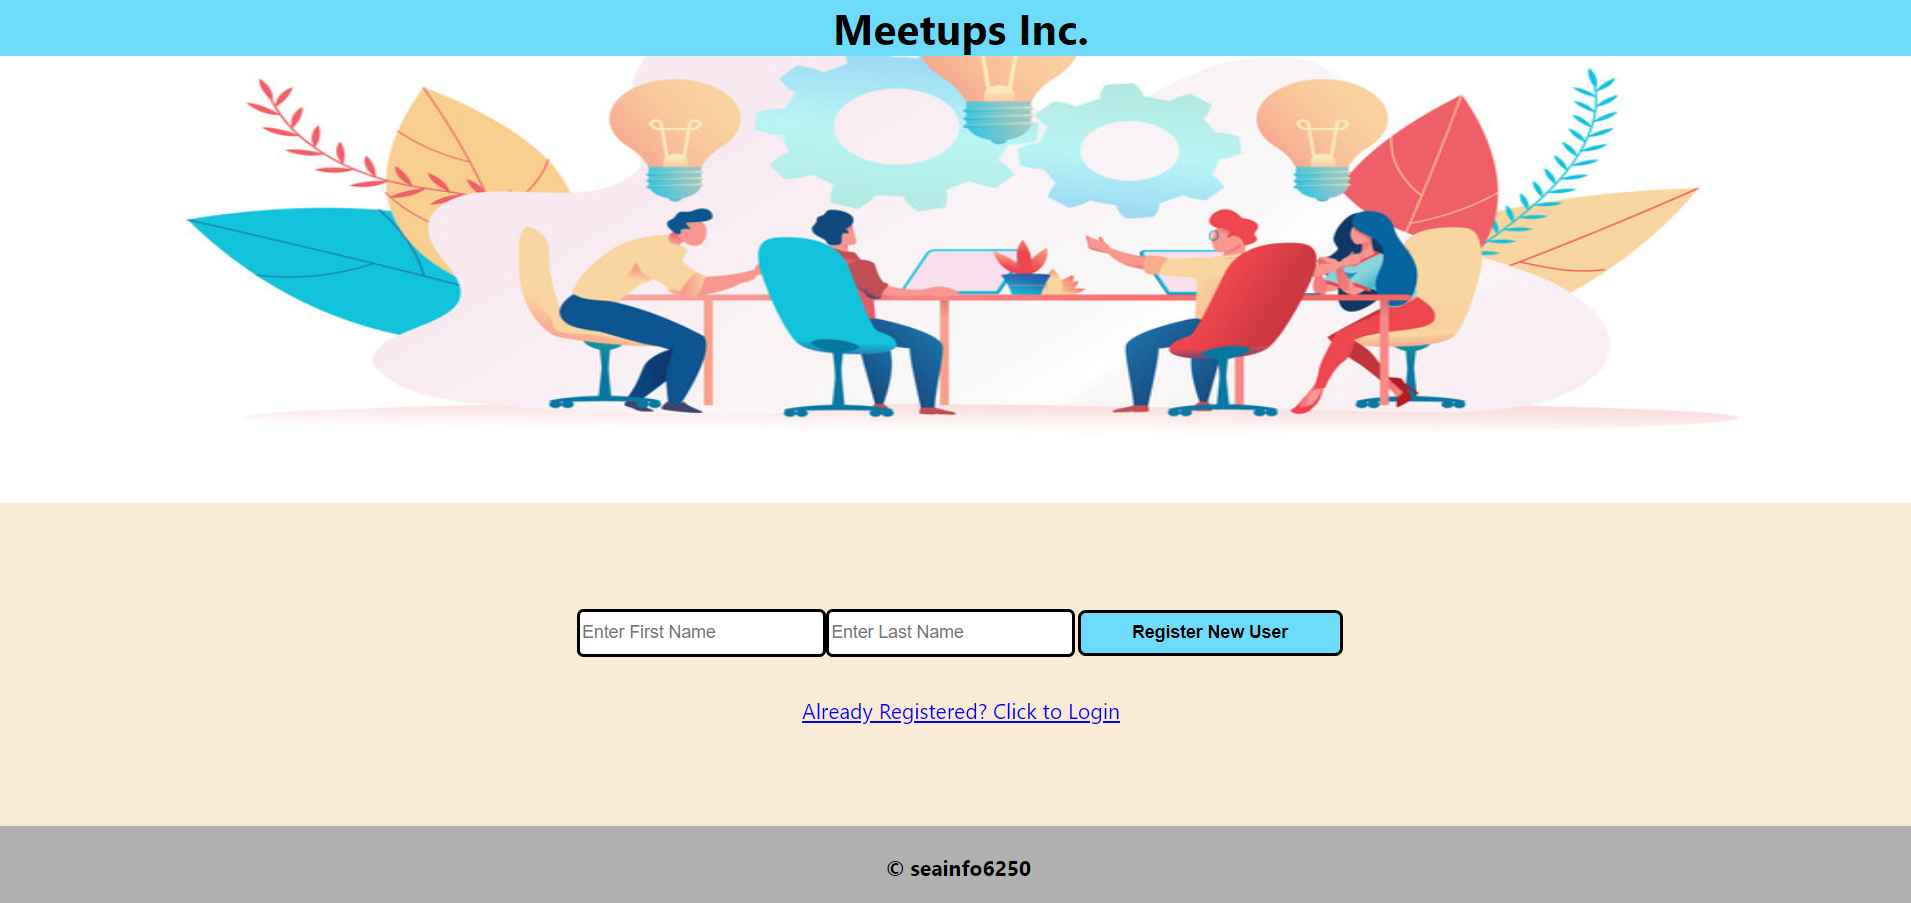 Meetups Inc.
Enter First Name
Enter Last Name
Register New User
Already Registered? Click to Login
© seainfo6250